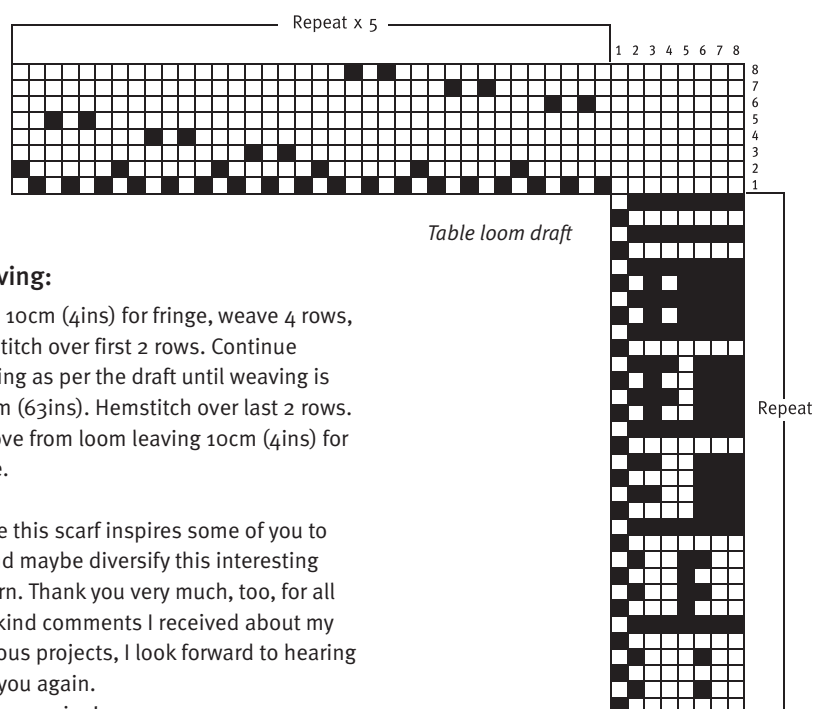 Repeat x 5
1 2 3 4 5 6 7 8
8
7
6
5
4
3
2
1
Table loom draft
ving:
10cm (4ins) for fringe, weave 4 rows,
titch over first 2 rows. Continue
ing as per the draft until weaving is
m (63ins). Hemstitch over last 2 rows.
ove from loom leaving 10cm (4ins) for
e.
Repeat
e this scarf inspires some of you to
d maybe diversify this interesting
rn. Thank you very much, too, for all
kind comments I received about my
ous projects, I look forward to hearing
you again.